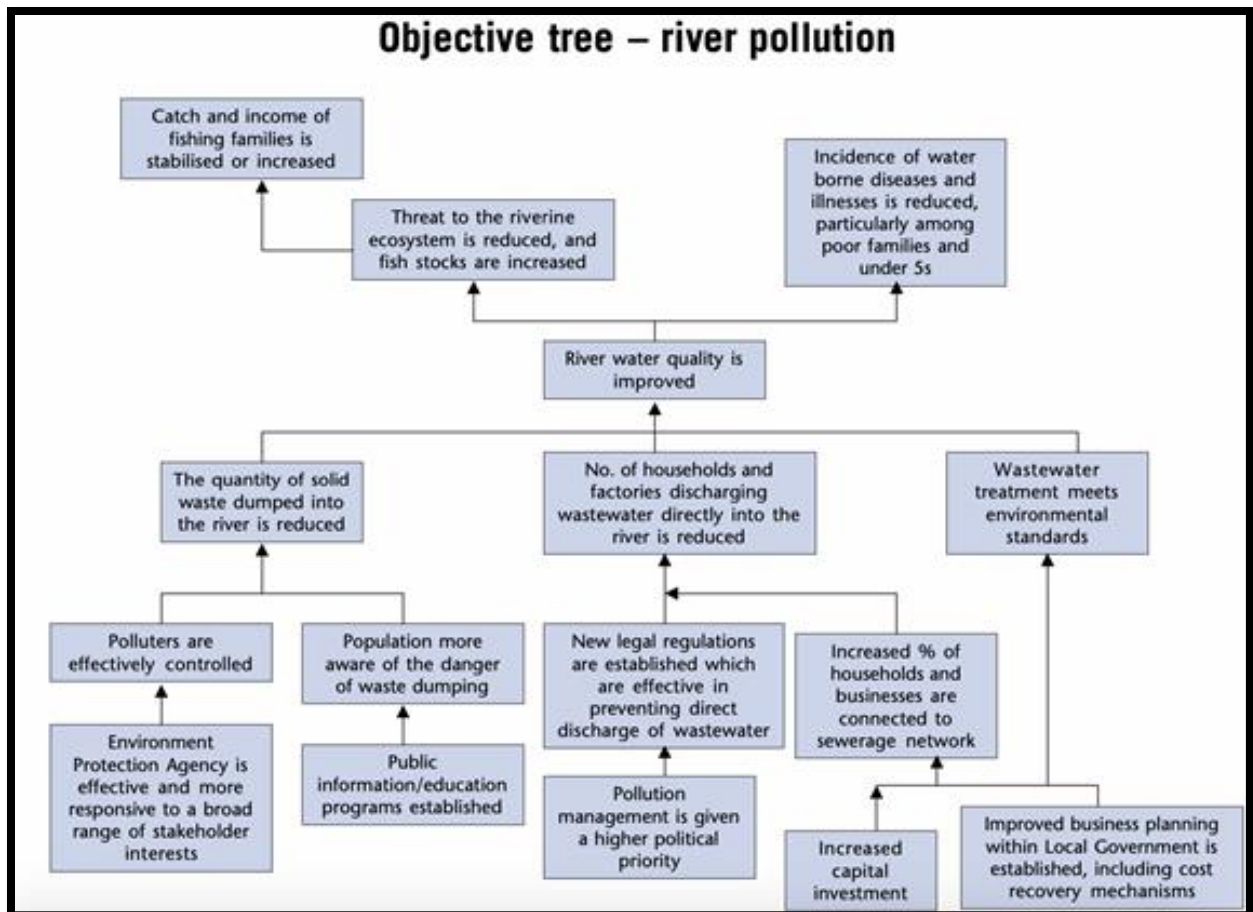 Objective tree – river pollution
Catch and income of
fishing families is
stabilised or increased
Incidence of water
borne diseases and
illnesses is reduced,
particularly among
poor families and
under 5s
Threat to the riverine
ecosystem is reduced, and
fish stocks are increased
River water quality is
improved
The quantity of solid
waste dumped into
the river is reduced
No. of households and
factories discharging
wastewater directly into the
river is reduced
Wastewater
treatment meets
environmental
standards
Polluters are
effectively controlled
Population more
aware of the danger
of waste dumping
New legal regulations
are established which
are effective in
preventing direct
discharge of wastewater
Increased % of
households and
businesses are
connected to
sewerage network
Environment
Protection Agency is
effective and more
responsive to a broad
range of stakeholder
interests
Public
information/education
programs established
Pollution
management is given
a higher political
priority
Increased
capital
investment
Improved business planning
within Local Government is
established, including cost
recovery mechanisms